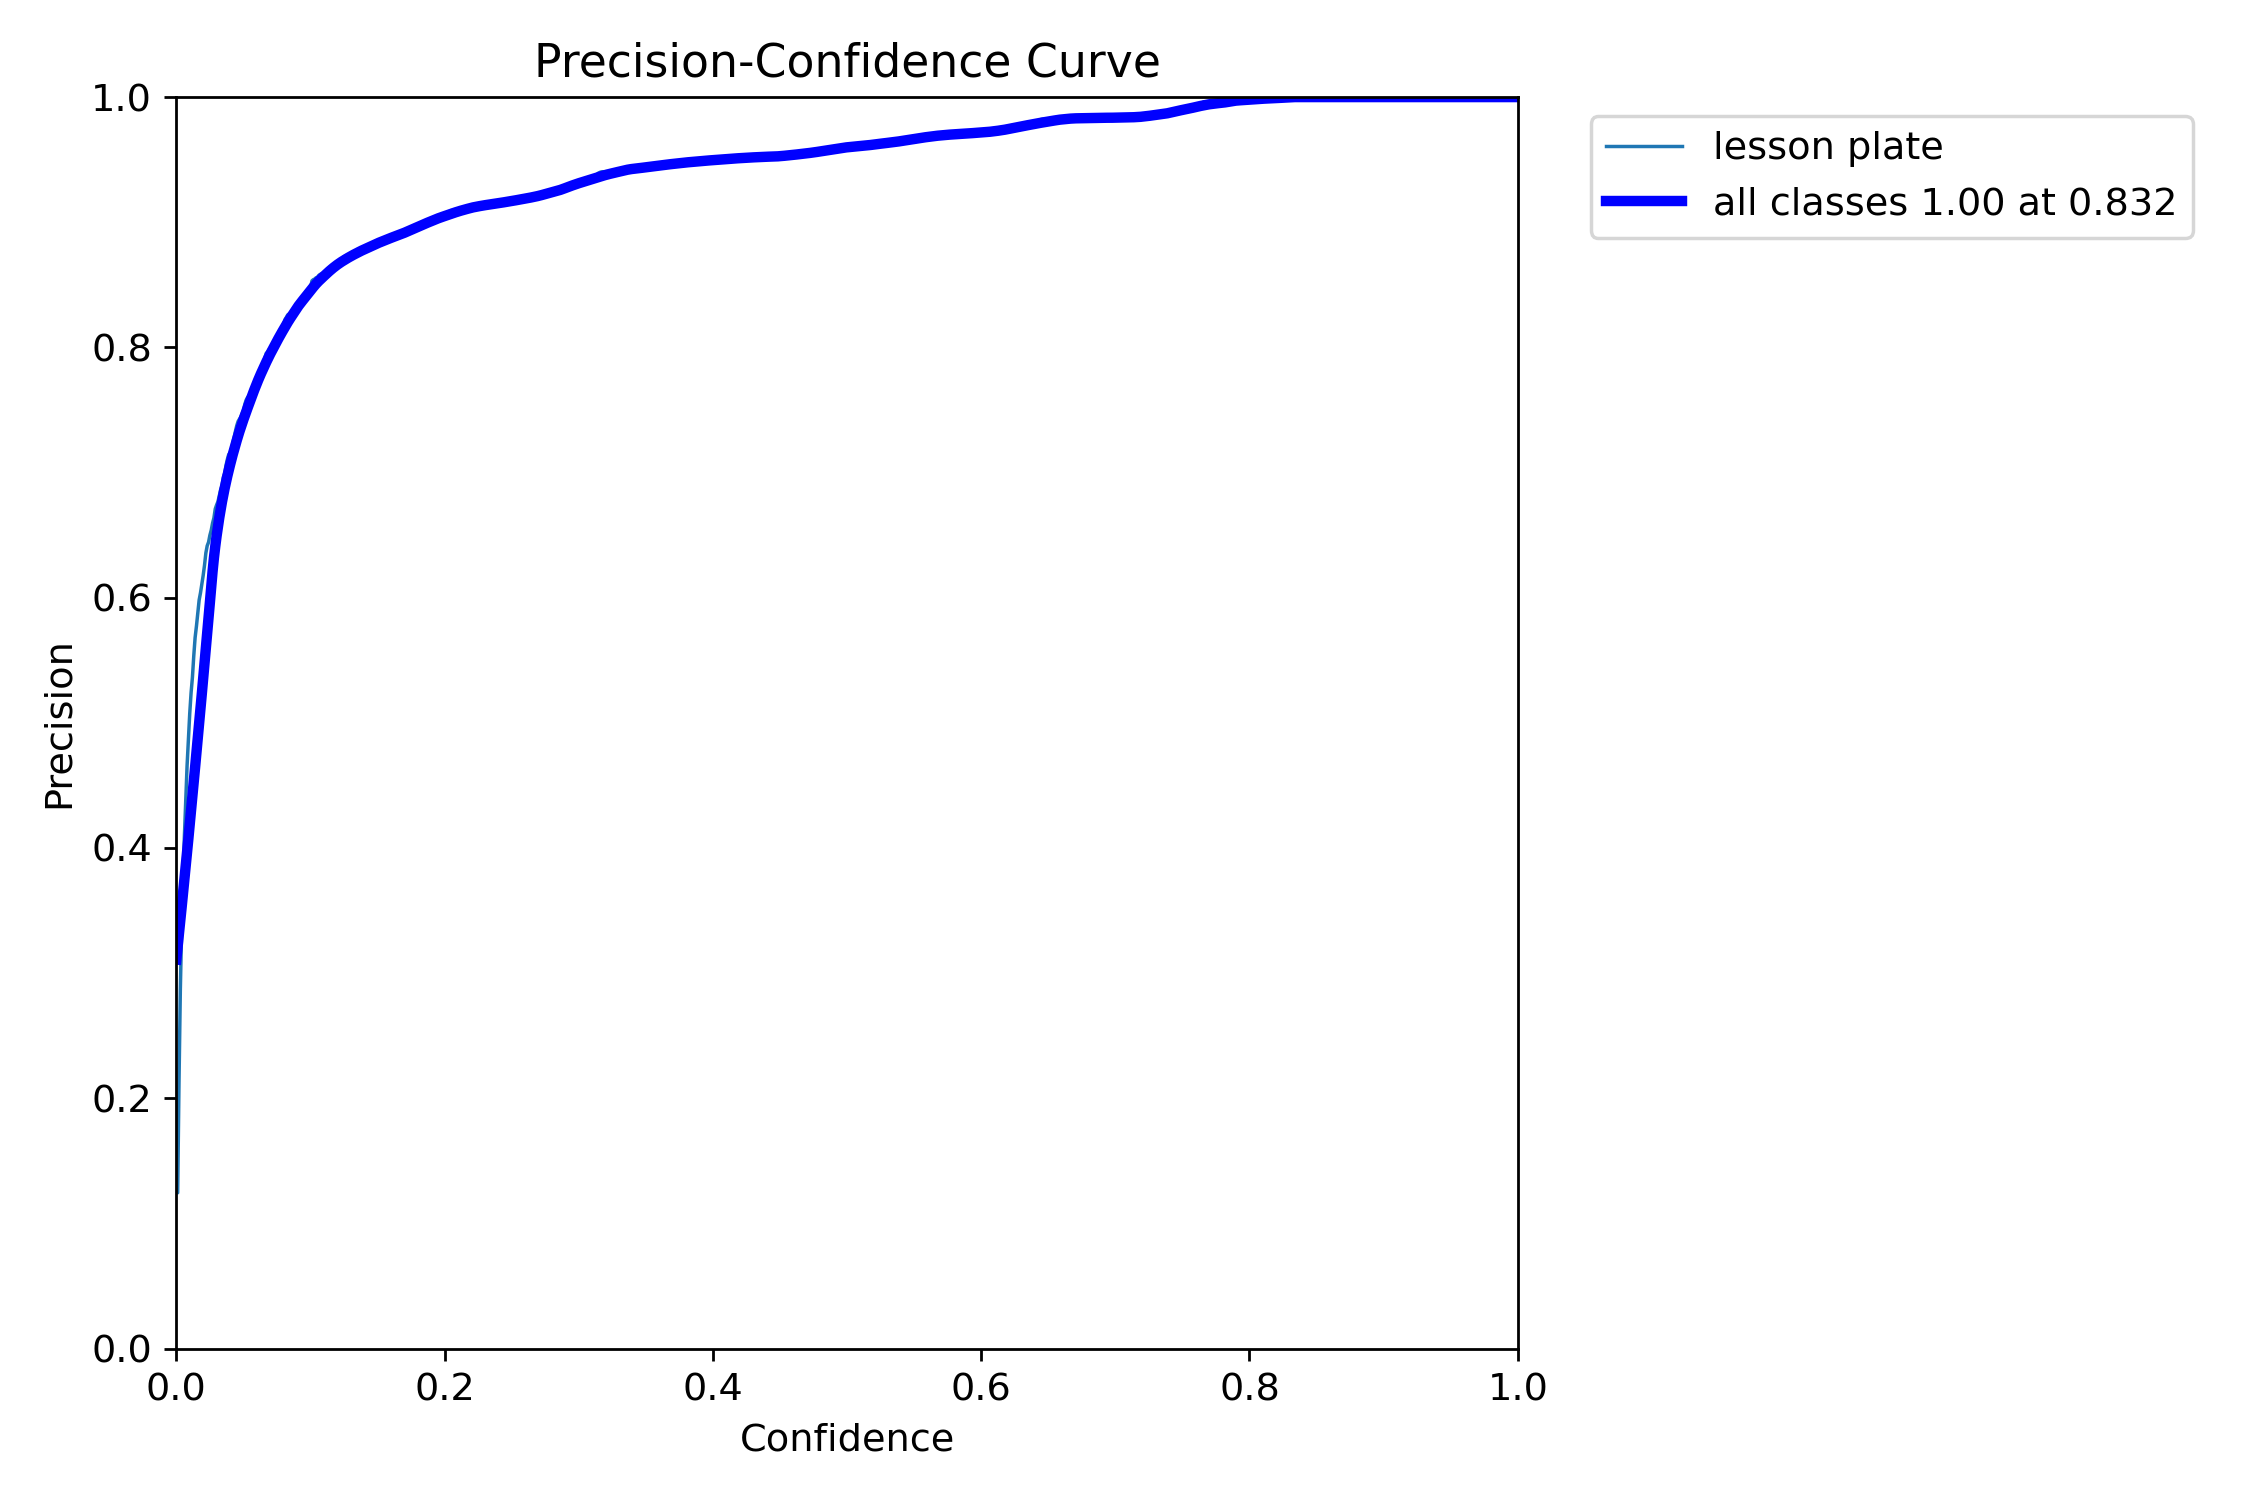 Precision-Confidence Curve
1.0
0.8
0.6
0.4
0.2
0.0
Precision
0.0 0.2 0.4 0.6 0.8 1.0
Confidence
lesson plate
all classes 1.00 at 0.832